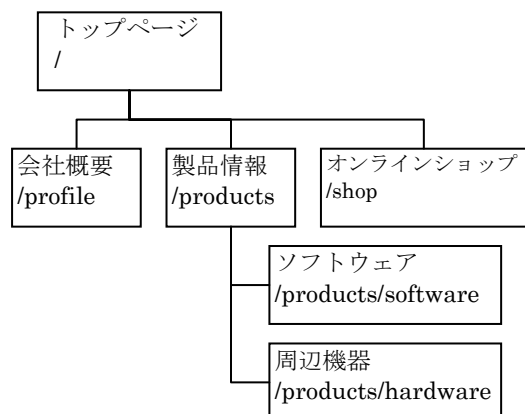 トップページ
/
会社概要
/profile
製品情報
/products
オンラインショップ
/shop
ソフトウェア
/products/software
周辺機器
/products/hardware